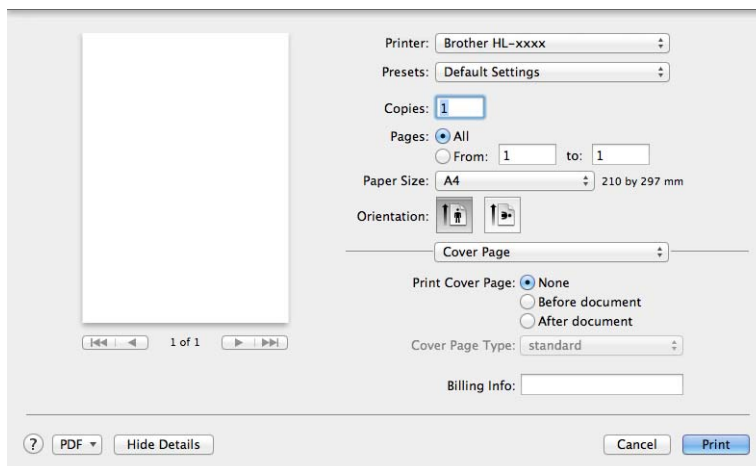 Printer: Brother HL-xxxx
Presets: Default Settings
Copies: 1
Pages: All
From: 1 to: 1
Paper Size: A4 210 by 297 mm
Orientation:
Cover Page
Print Cover Page: None
Before document
After document
Cover Page Type: standard
Billing Info:
1 of 1
? PDF Hide Details Cancel Print